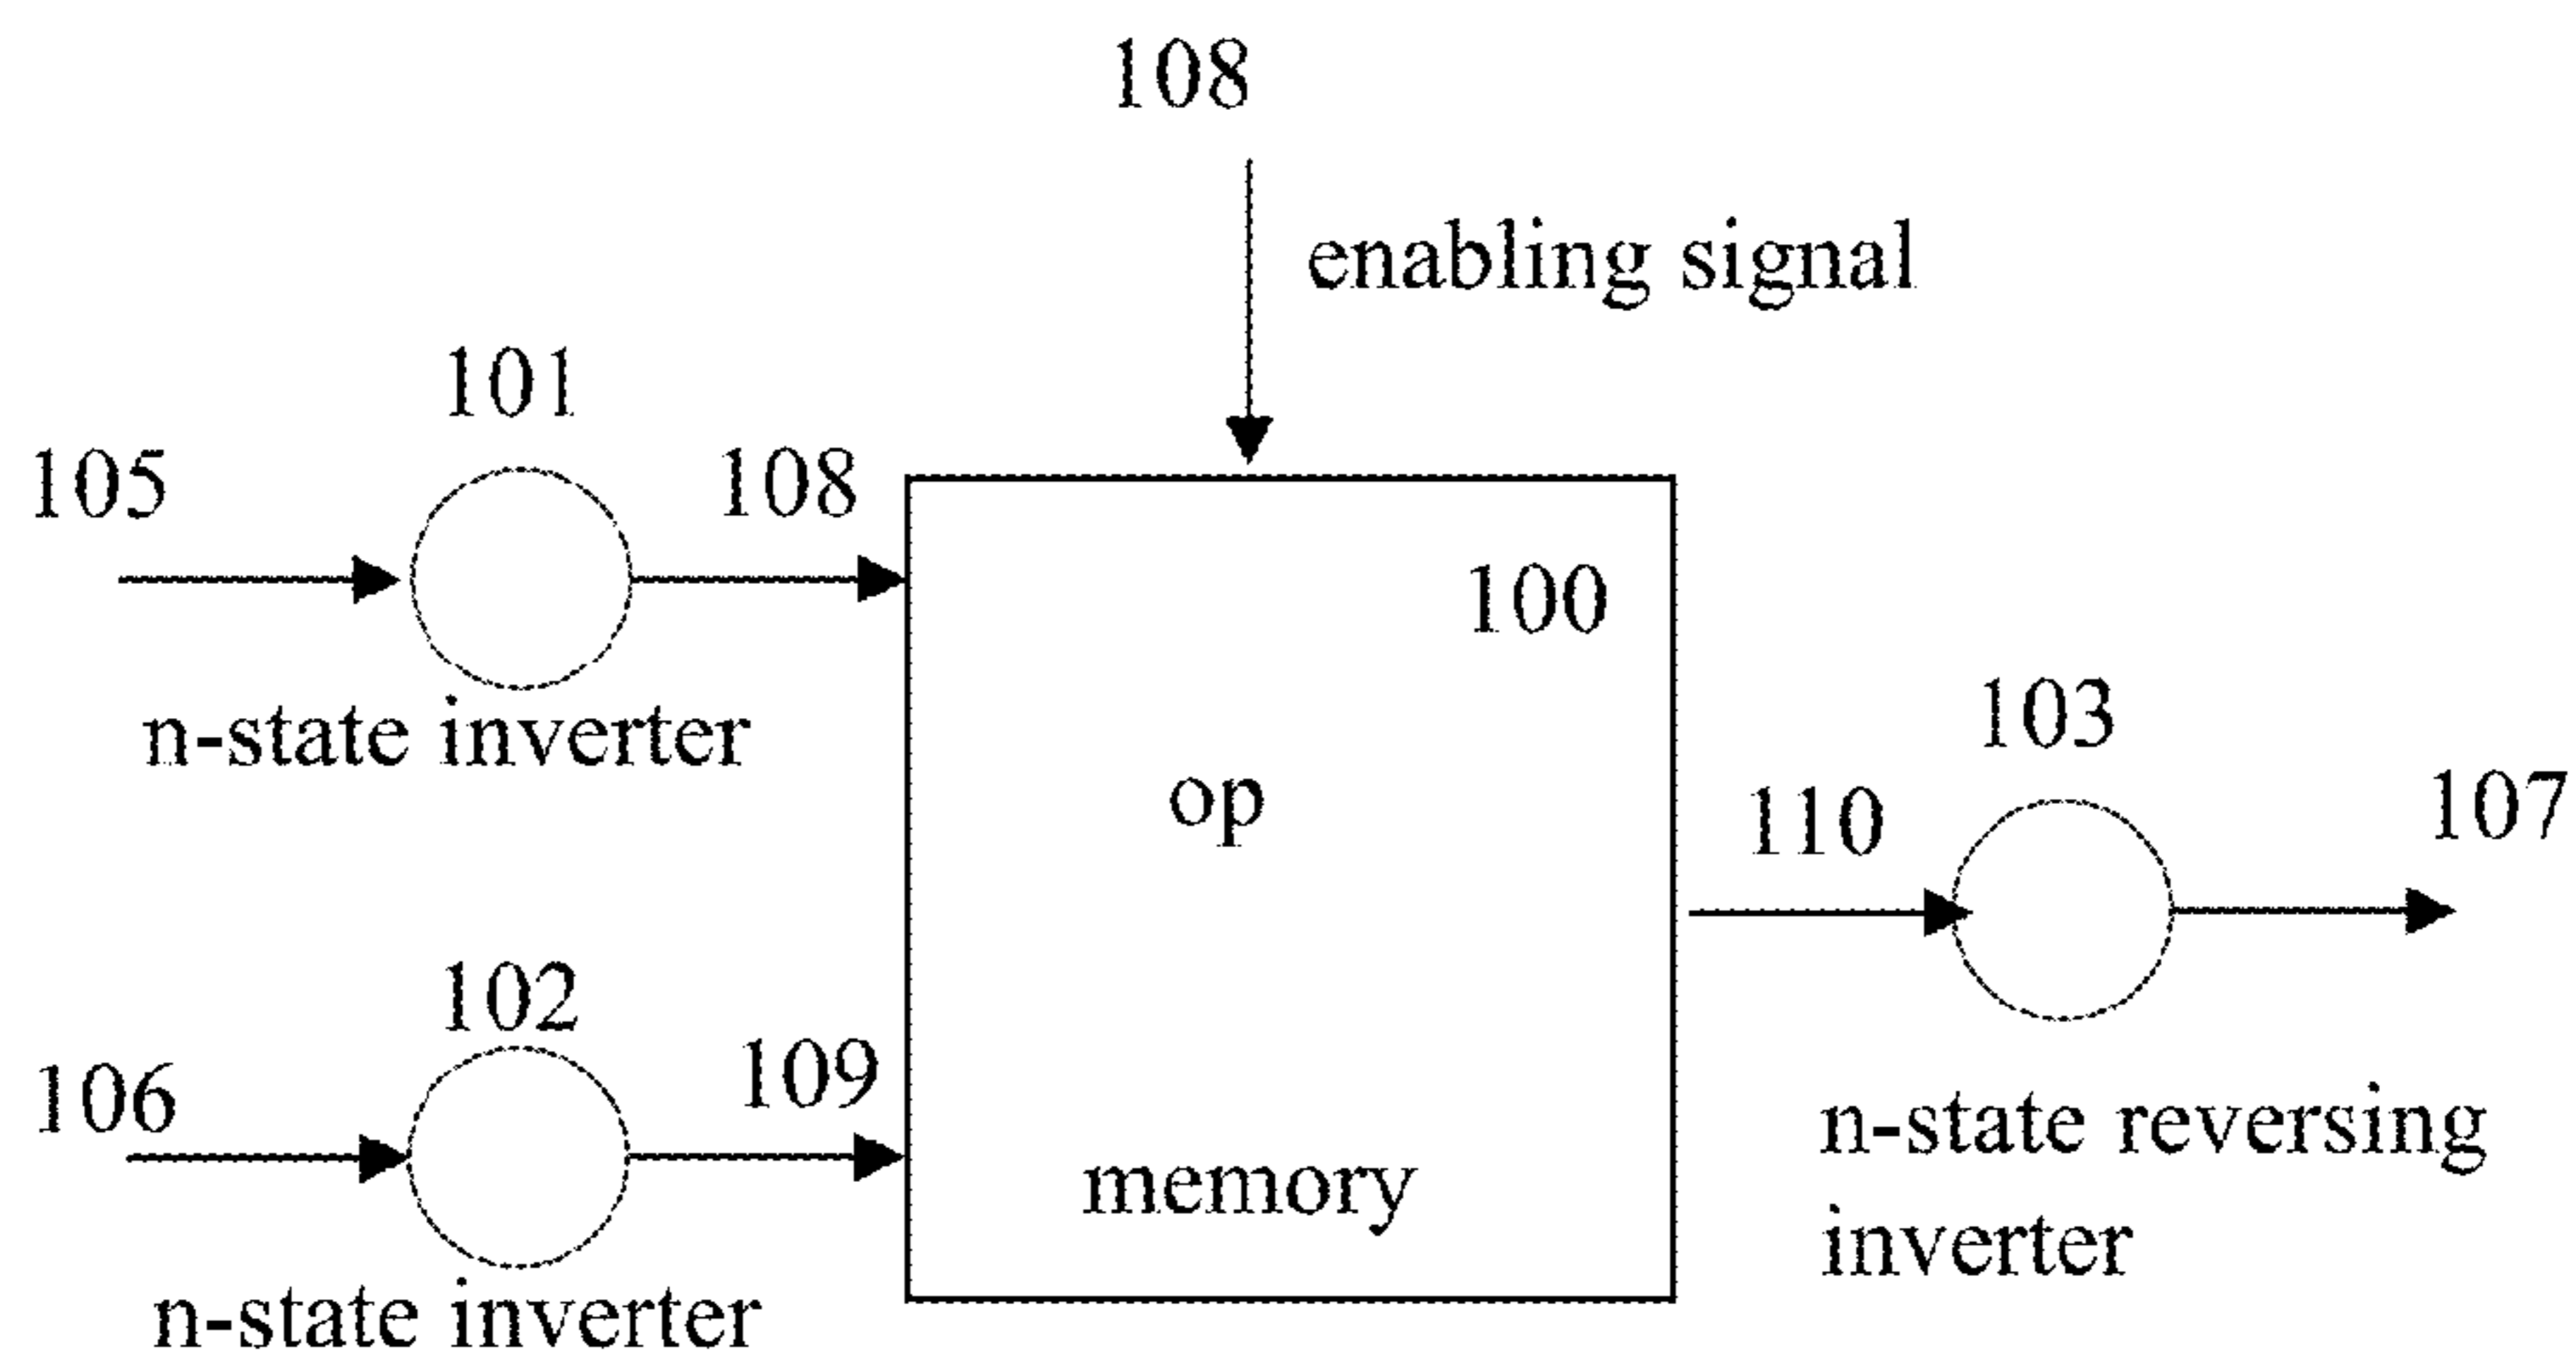 108
enabling signal
101
105
108
n-state inverter
100
op
memory
102
106
109
n-state inverter
103
110
107
n-state reversing
inverter